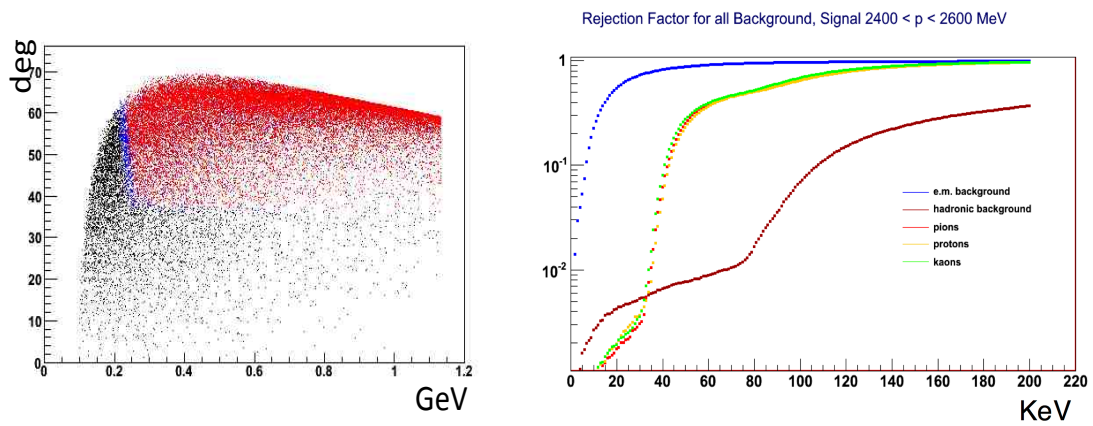 deg
70
60
50
40
30
20
10
0
0 0.2 0.4 0.6 0.8 1 1.2
GeV
Rejection Factor for all Background, Signal 2400 < p < 2600 MeV
1
10-1
10-2
e.m. background
hadronic background
pions
protons
kaons
0 20 40 60 80 100 120 140 160 180 200 220
KeV